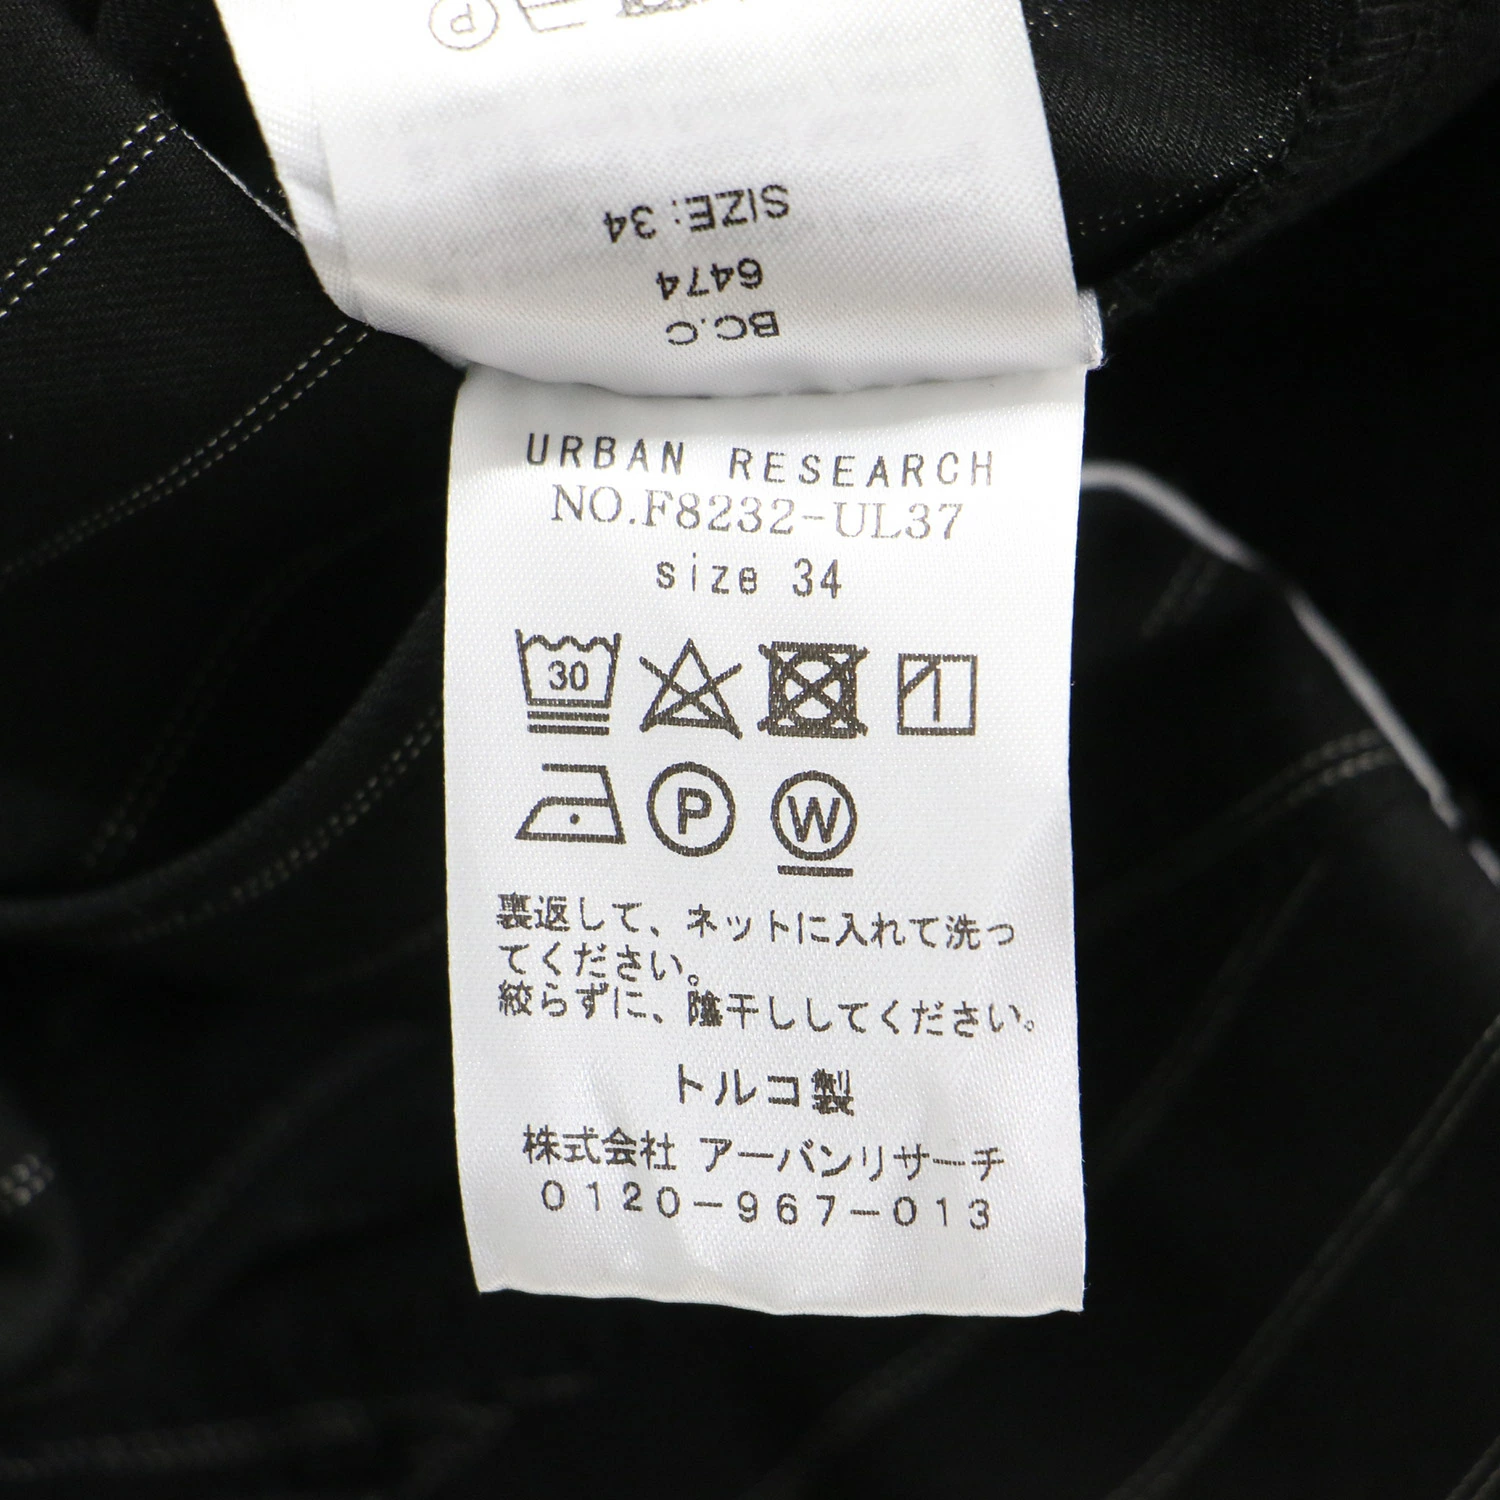 SIZE: 34
6474
BC.C
URBAN RESEARCH
NO.F8232-UL37
size 34
30
P
W
裏返して、ネットに入れて洗っ
てください。
絞らずに、陰干ししてください。
トルコ製
株式会社 アーバンリサーチ
0120-967-013